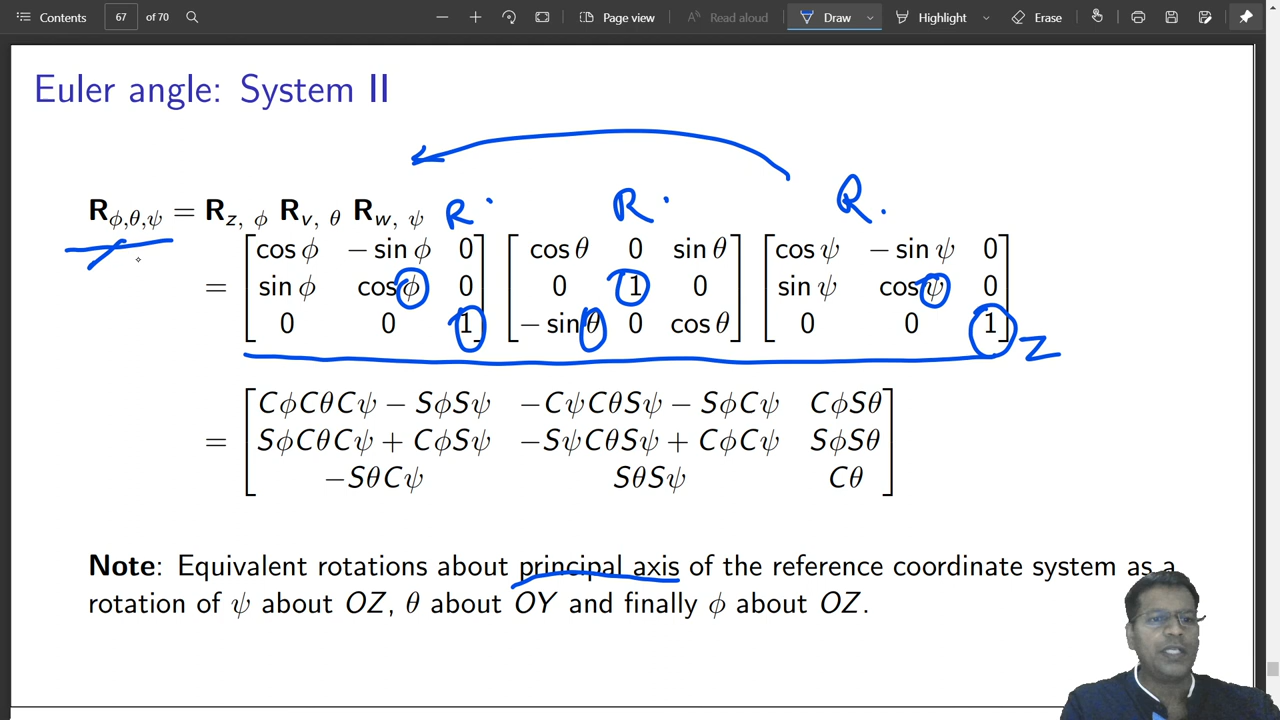 Contents 67 of 70 Page view Read aloud Draw Highlight Erase
Euler angle: System II
R R R
R_{ϕ,θ,ψ} = R_{z, ϕ} R_{v, θ} R_{w, ψ}
= [cos ϕ − sin ϕ 0] [cos θ 0 sin θ] [cos ψ − sin ψ 0]
[sin ϕ cos ϕ 0] [0 1 0] [sin ψ cos ψ 0]
[0 0 1] [− sin θ 0 cos θ] [0 0 1]
Z
= [CϕCθCψ − SϕSψ −CψCθSψ − SϕCψ CϕSθ]
[SϕCθCψ + CϕSψ −SψCθSψ + CϕCψ SϕSθ]
[−SθCψ SθSψ Cθ]
Note: Equivalent rotations about principal axis of the reference coordinate system as a
rotation of ψ about OZ, θ about OY and finally ϕ about OZ.